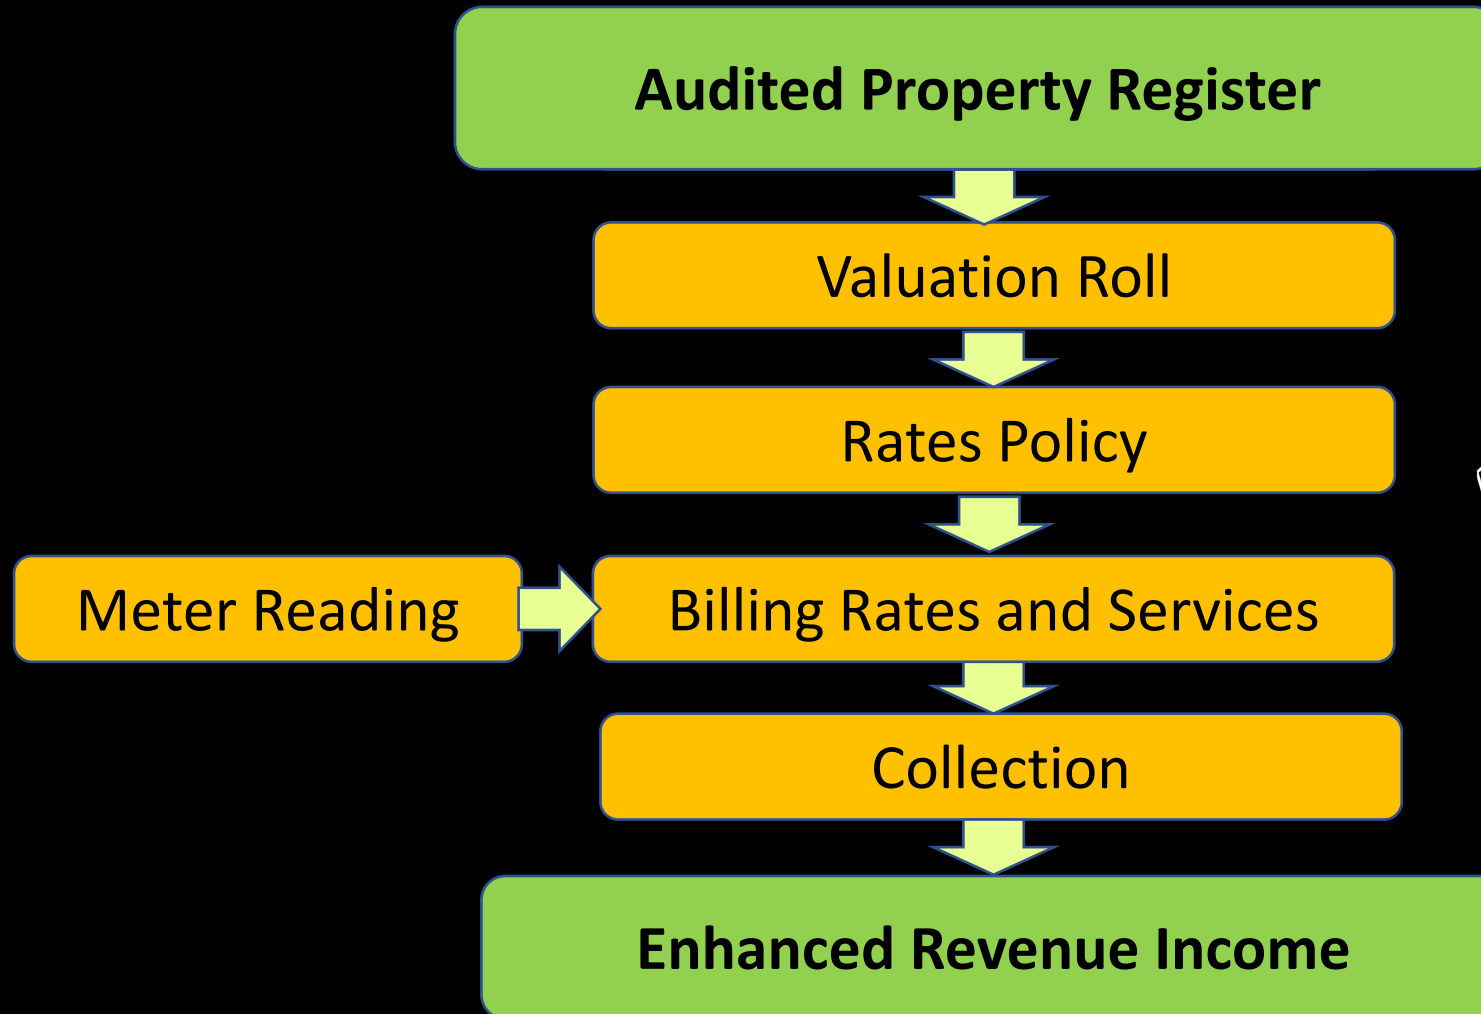 Audited Property Register
Valuation Roll
Rates Policy
Meter Reading
Billing Rates and Services
Collection
Enhanced Revenue Income